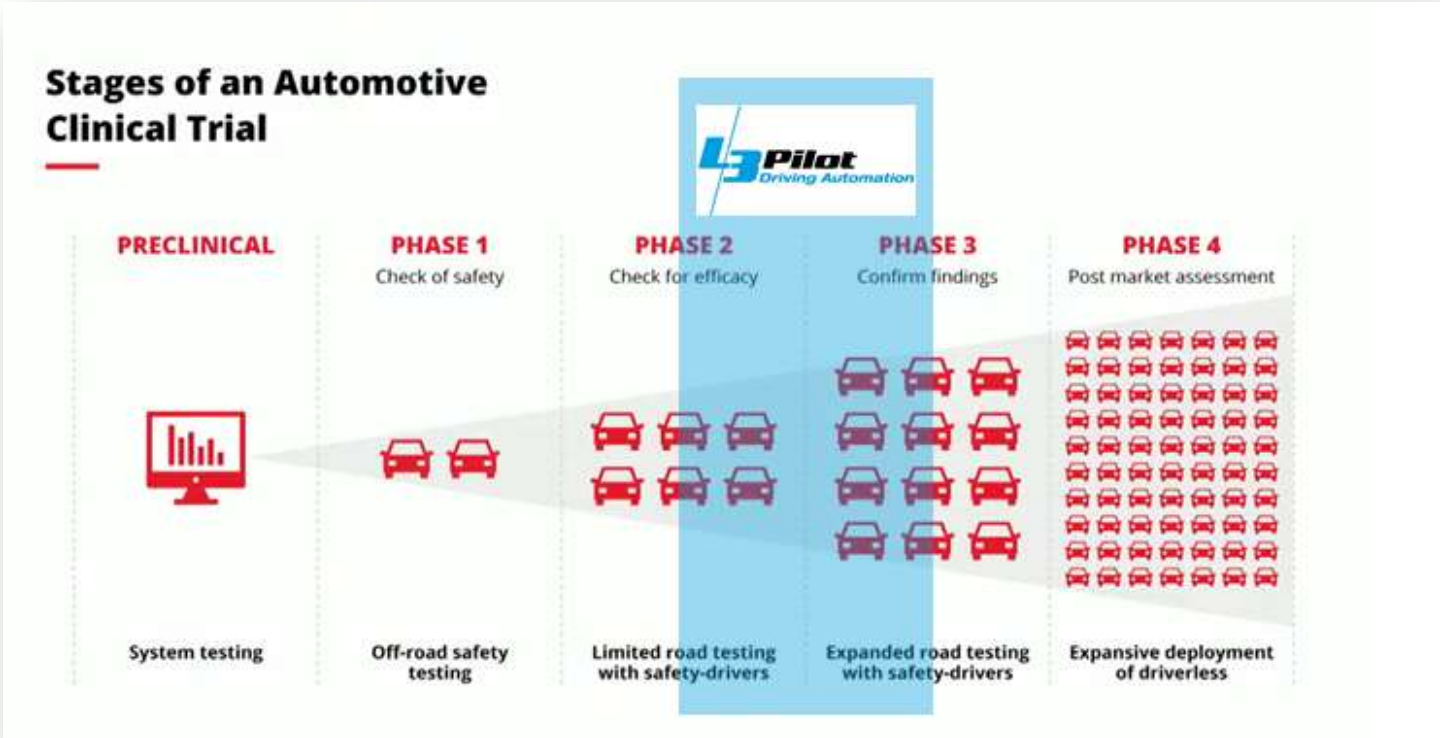 Stages of an Automotive
Clinical Trial
L3Pilot
Driving Automation
PRECLINICAL
PHASE 1
Check of safety
PHASE 2
Check for efficacy
PHASE 3
Confirm findings
PHASE 4
Post market assessment
System testing
Off-road safety
testing
Limited road testing
with safety-drivers
Expanded road testing
with safety-drivers
Expansive deployment
of driverless